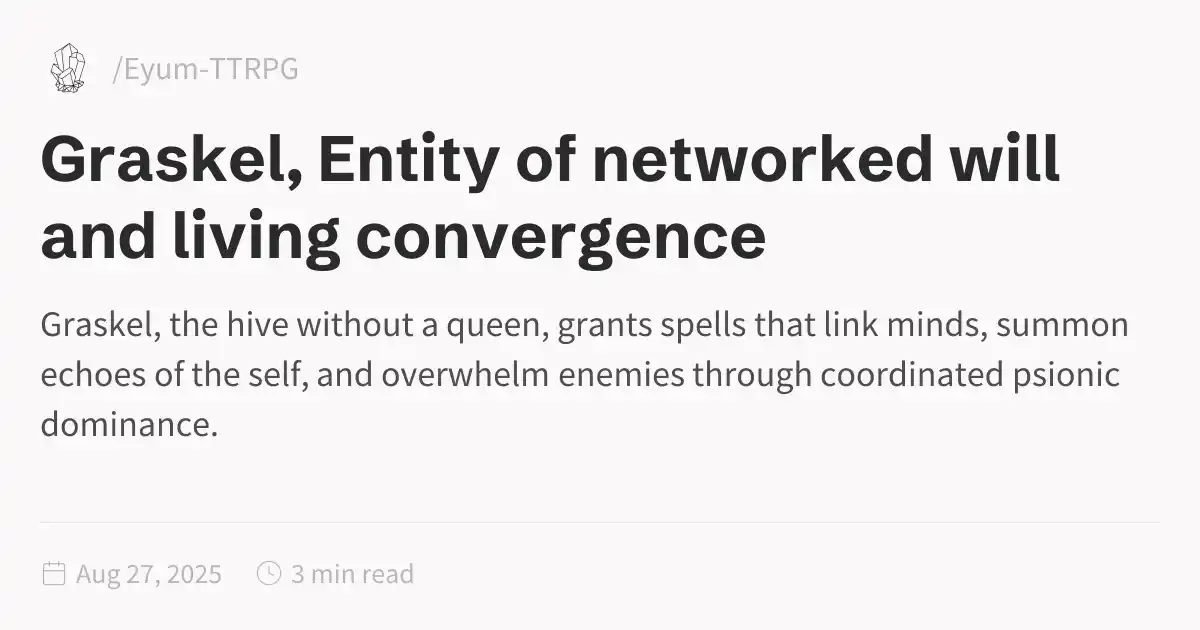 /Eyum-TTRPG
Graskel, Entity of networked will
and living convergence
Graskel, the hive without a queen, grants spells that link minds, summon
echoes of the self, and overwhelm enemies through coordinated psionic
dominance.
Aug 27, 2025 3 min read